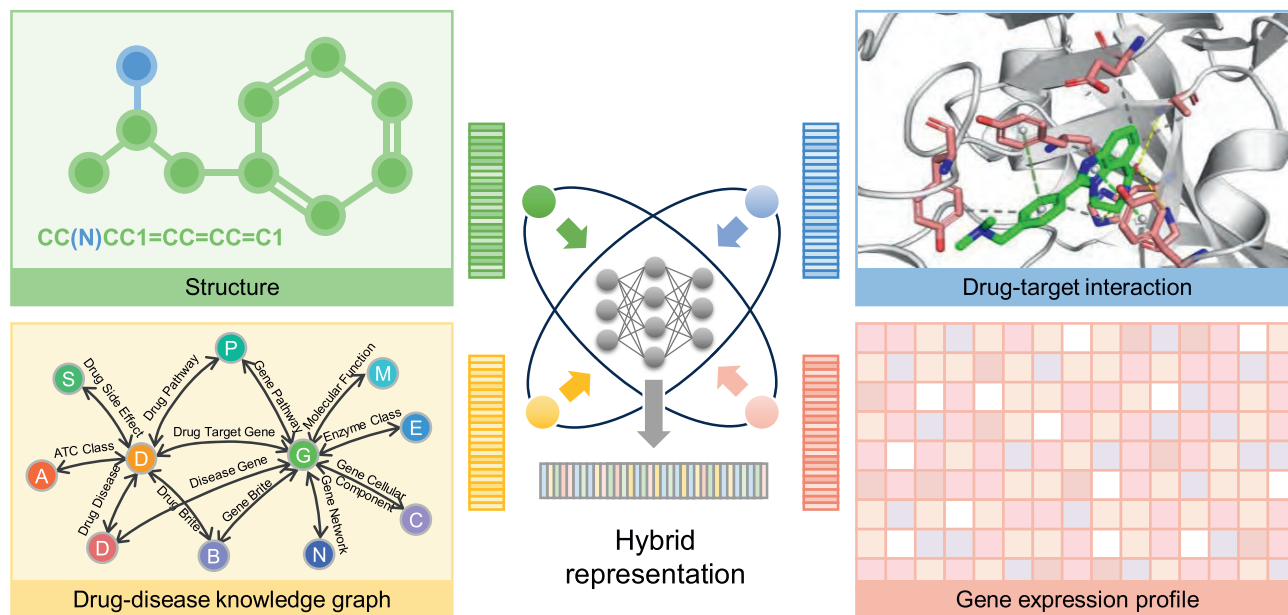 CC(N)CC1=CC=CC=C1
Structure
Drug-target interaction
P
S
M
Drug Side Effect
Drug Pathway
Gene Pathway
Molecular Function
ATC Class
Drug Target Gene
Enzyme Class
E
A
D
G
Drug Disease
Disease Gene
Drug Brite
Gene Brite
Gene Network
Gene Cellular
Component
C
D
B
N
Drug-disease knowledge graph
Hybrid
representation
Gene expression profile